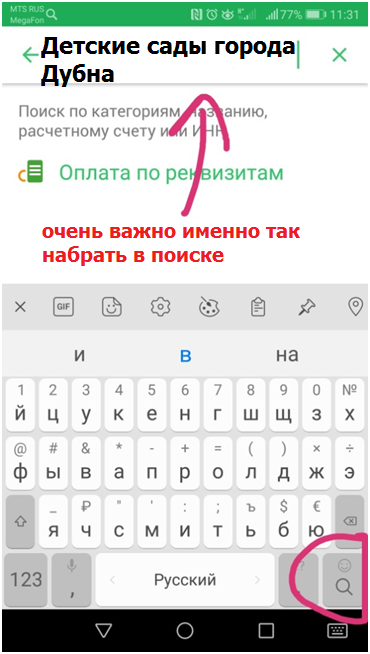 MTS RUS
MegaFon
77% 11:31
Детские сады города
Дубна
Поиск по категориям, названию,
расчетному счету или ИНН
Оплата по реквизитам
очень важно именно так
набрать в поиске
GIF
и в на
1 2 3 4 5 6 7 8 9 0 №
й ц у к е н г ш щ з х
@ # & * - + = ( ) × ÷
ф ы в а п р о л д ж э
_ ₽ " ' : ; ъ $ €
я ч с м и т ь б ю
123 , Русский